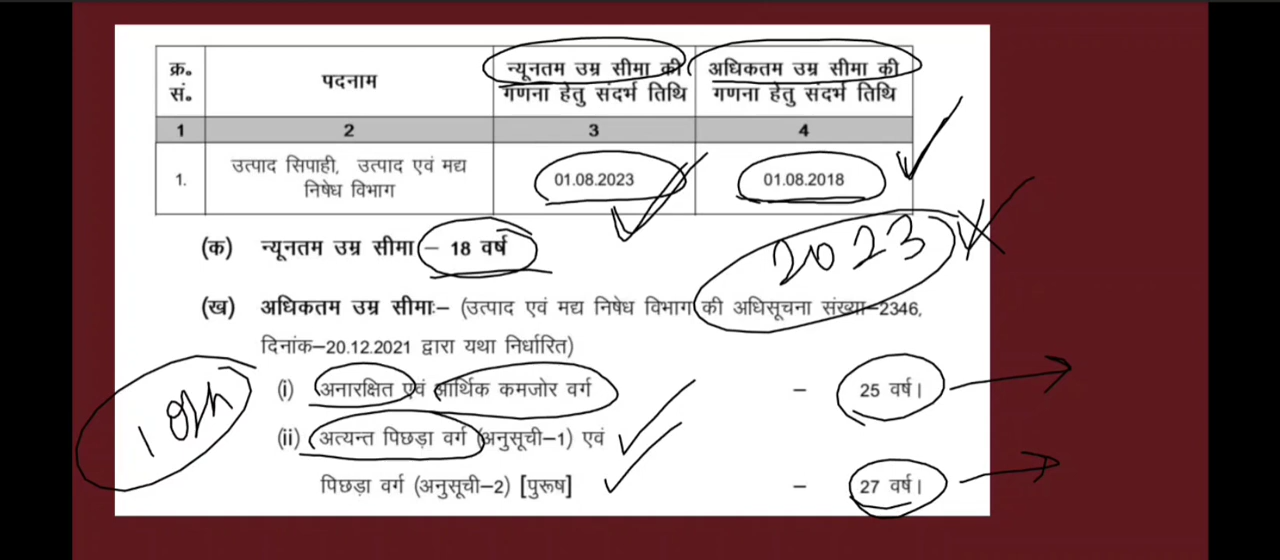 क्र० सं० पदनाम न्यूनतम उम्र सीमा की गणना हेतु संदर्भ तिथि अधिकतम उम्र सीमा की गणना हेतु संदर्भ तिथि
1 2 3 4
1. उत्पाद सिपाही, उत्पाद एवं मद्य निषेध विभाग 01.08.2023 01.08.2018
(क) न्यूनतम उम्र सीमा – 18 वर्ष
2023
(ख) अधिकतम उम्र सीमाः– (उत्पाद एवं मद्य निषेध विभाग की अधिसूचना संख्या–2346,
दिनांक–20.12.2021 द्वारा यथा निर्धारित)
(i) अनारक्षित एवं आर्थिक कमजोर वर्ग – 25 वर्ष।
(ii) अत्यन्त पिछड़ा वर्ग (अनुसूची–1) एवं
पिछड़ा वर्ग (अनुसूची–2) [पुरूष] – 27 वर्ष।